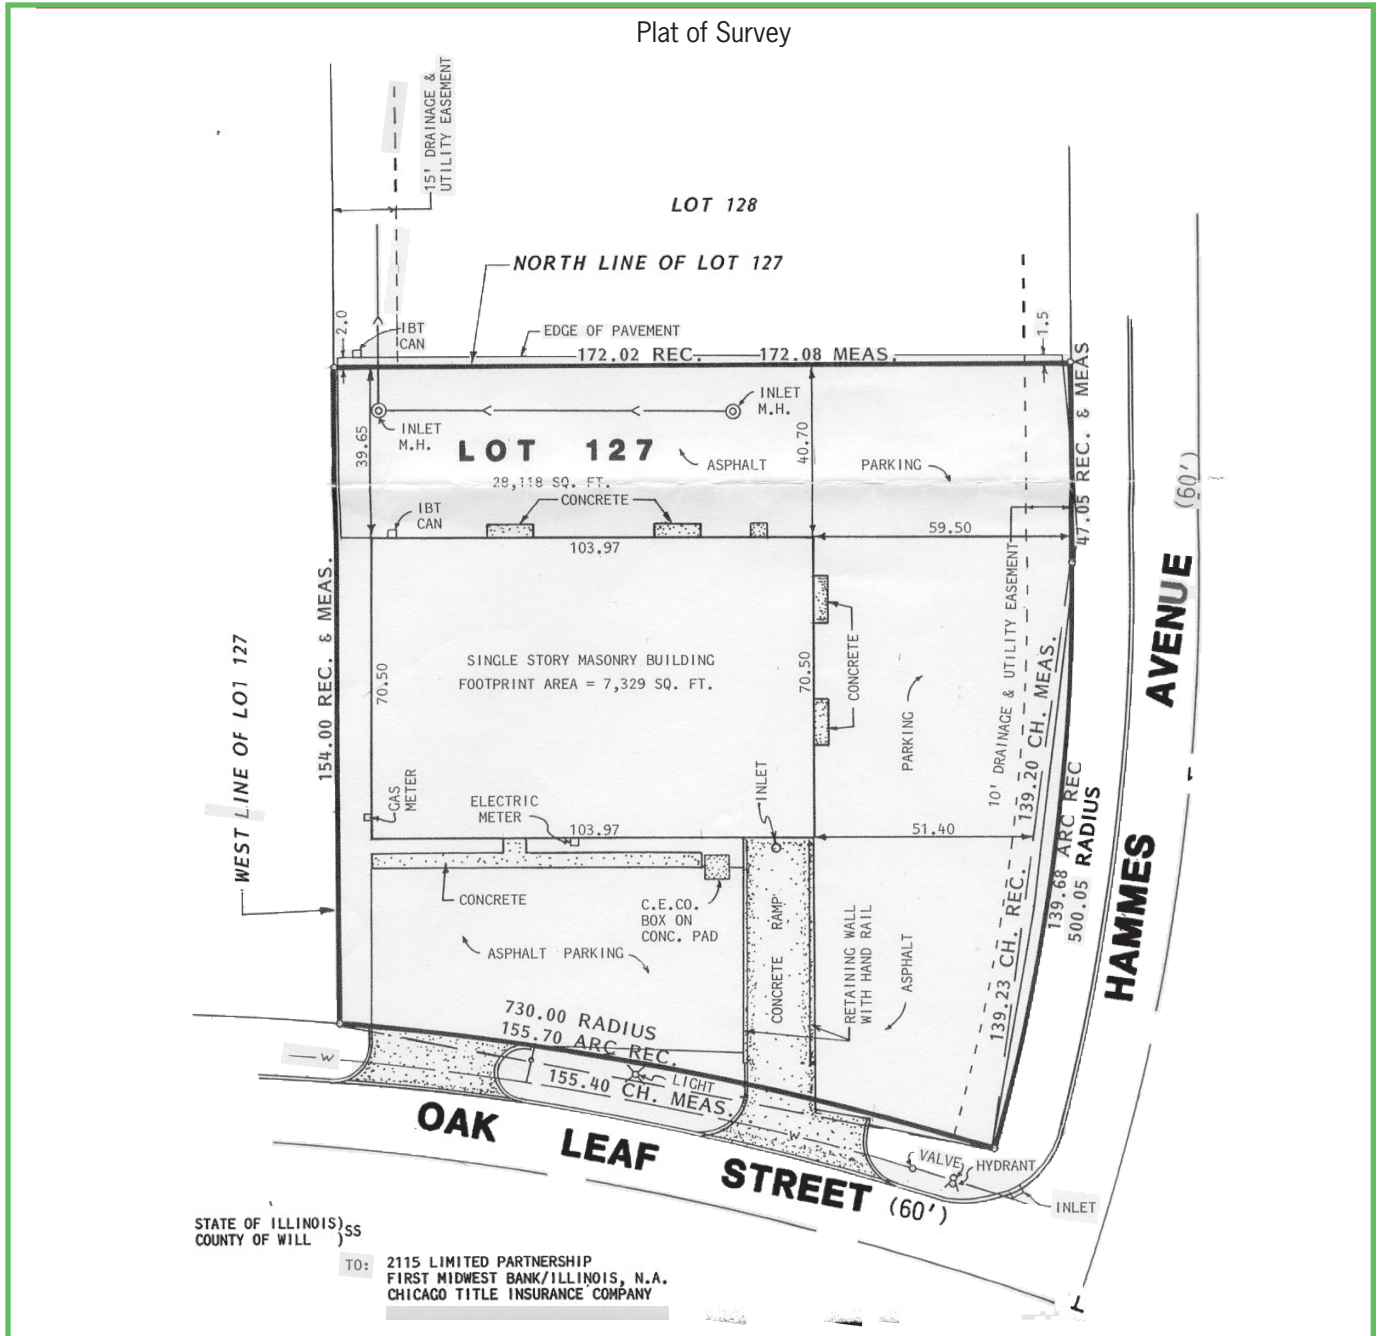 Plat of Survey
15' DRAINAGE &
UTILITY EASEMENT
LOT 128
NORTH LINE OF LOT 127
2.0
IBT
CAN
EDGE OF PAVEMENT
1.5
172.02 REC.
172.08 MEAS.
47.05 REC. & MEAS
INLET
M.H.
INLET
M.H.
39.65
LOT 127
28,118 SQ. FT.
40.70
ASPHALT
PARKING
(60')
CONCRETE
IBT
CAN
103.97
59.50
154.00 REC. & MEAS.
WEST LINE OF LOT 127
70.50
SINGLE STORY MASONRY BUILDING
FOOTPRINT AREA = 7,329 SQ. FT.
70.50
CONCRETE
PARKING
10' DRAINAGE & UTILITY EASEMENT
139.20 CH. MEAS.
139.23 CH. REC.
139.68 ARC REC
500.05 RADIUS
HAMMES AVENUE
GAS
METER
ELECTRIC
METER
INLET
103.97
51.40
CONCRETE
C.E.CO.
BOX ON
CONC. PAD
ASPHALT PARKING
CONCRETE RAMP
RETAINING WALL
WITH HAND RAIL
ASPHALT
730.00 RADIUS
155.70 ARC REC.
155.40 CH. MEAS.
LIGHT
W
W
OAK LEAF STREET (60')
VALVE
HYDRANT
INLET
STATE OF ILLINOIS)
COUNTY OF WILL )SS
TO: 2115 LIMITED PARTNERSHIP
FIRST MIDWEST BANK/ILLINOIS, N.A.
CHICAGO TITLE INSURANCE COMPANY